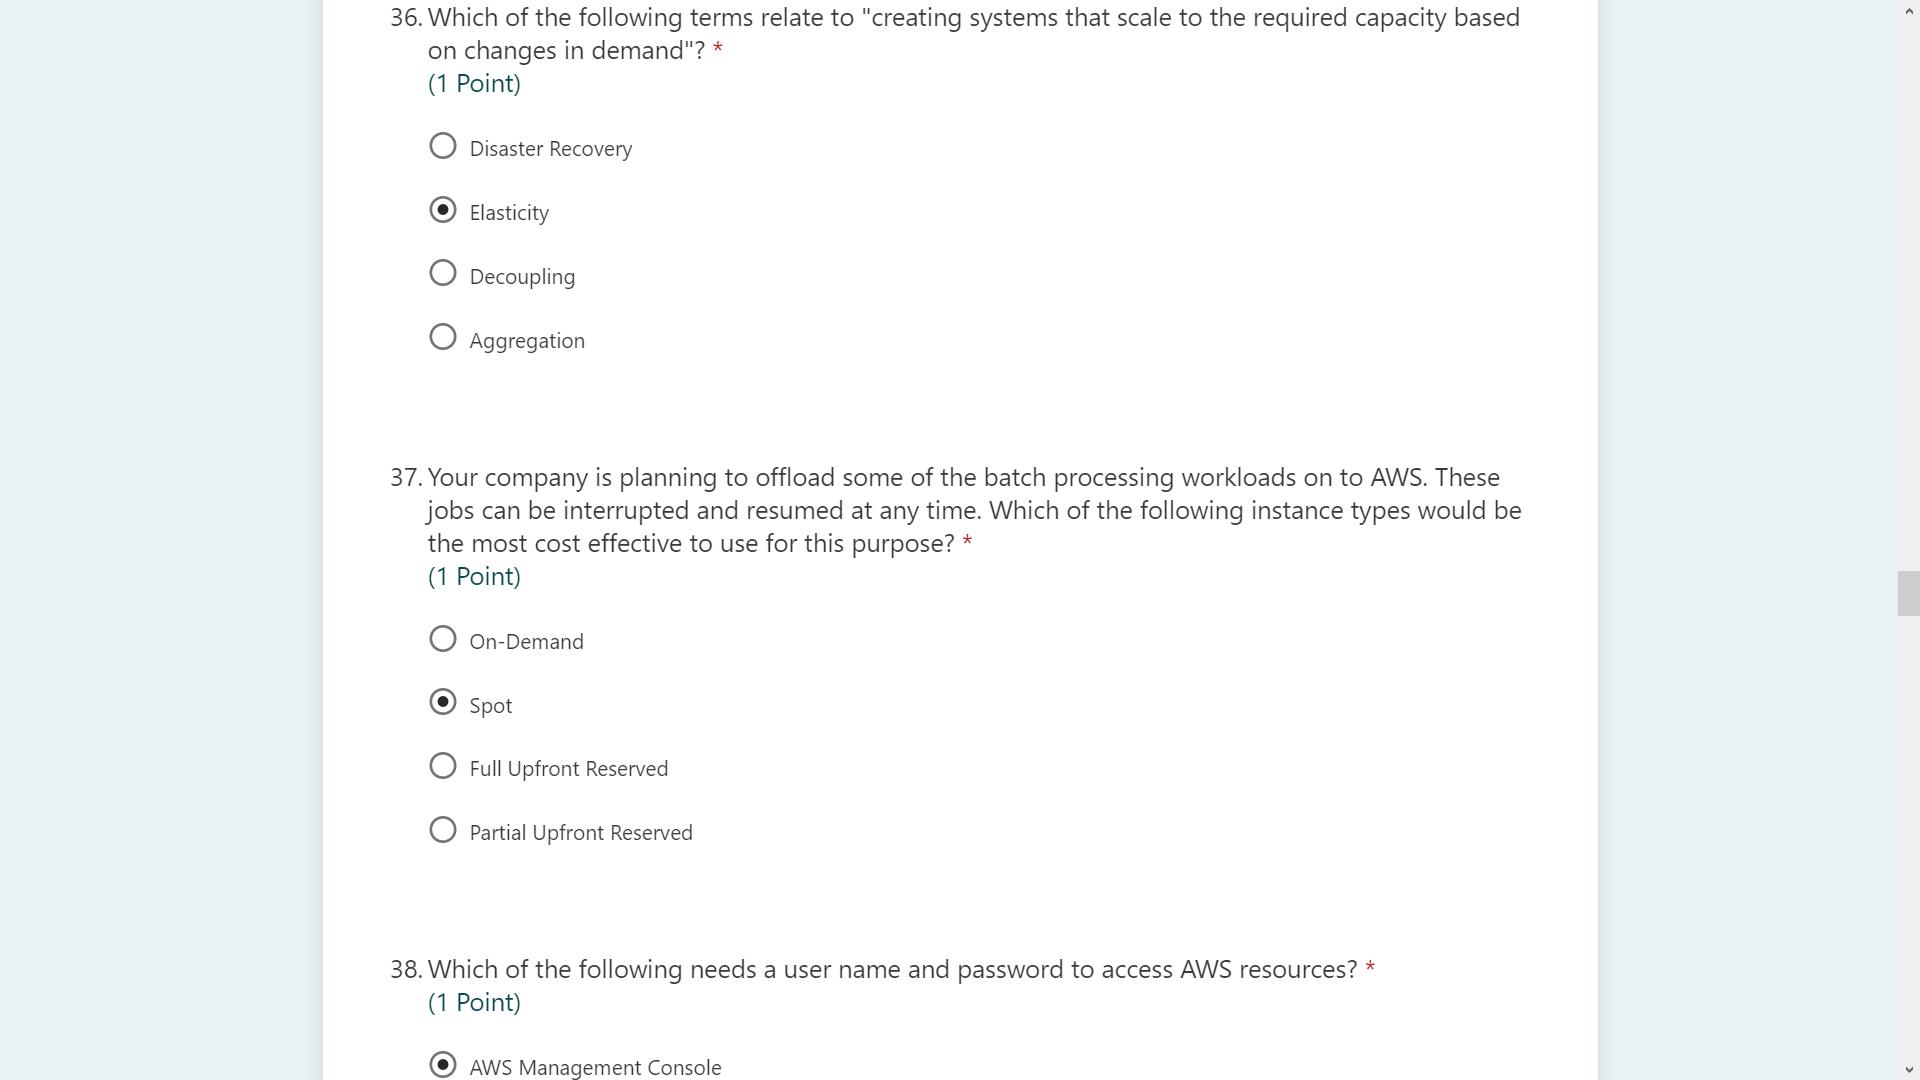 36. Which of the following terms relate to "creating systems that scale to the required capacity based
on changes in demand"? *
(1 Point)
Disaster Recovery
Elasticity
Decoupling
Aggregation
37. Your company is planning to offload some of the batch processing workloads on to AWS. These
jobs can be interrupted and resumed at any time. Which of the following instance types would be
the most cost effective to use for this purpose? *
(1 Point)
On-Demand
Spot
Full Upfront Reserved
Partial Upfront Reserved
38. Which of the following needs a user name and password to access AWS resources? *
(1 Point)
AWS Management Console